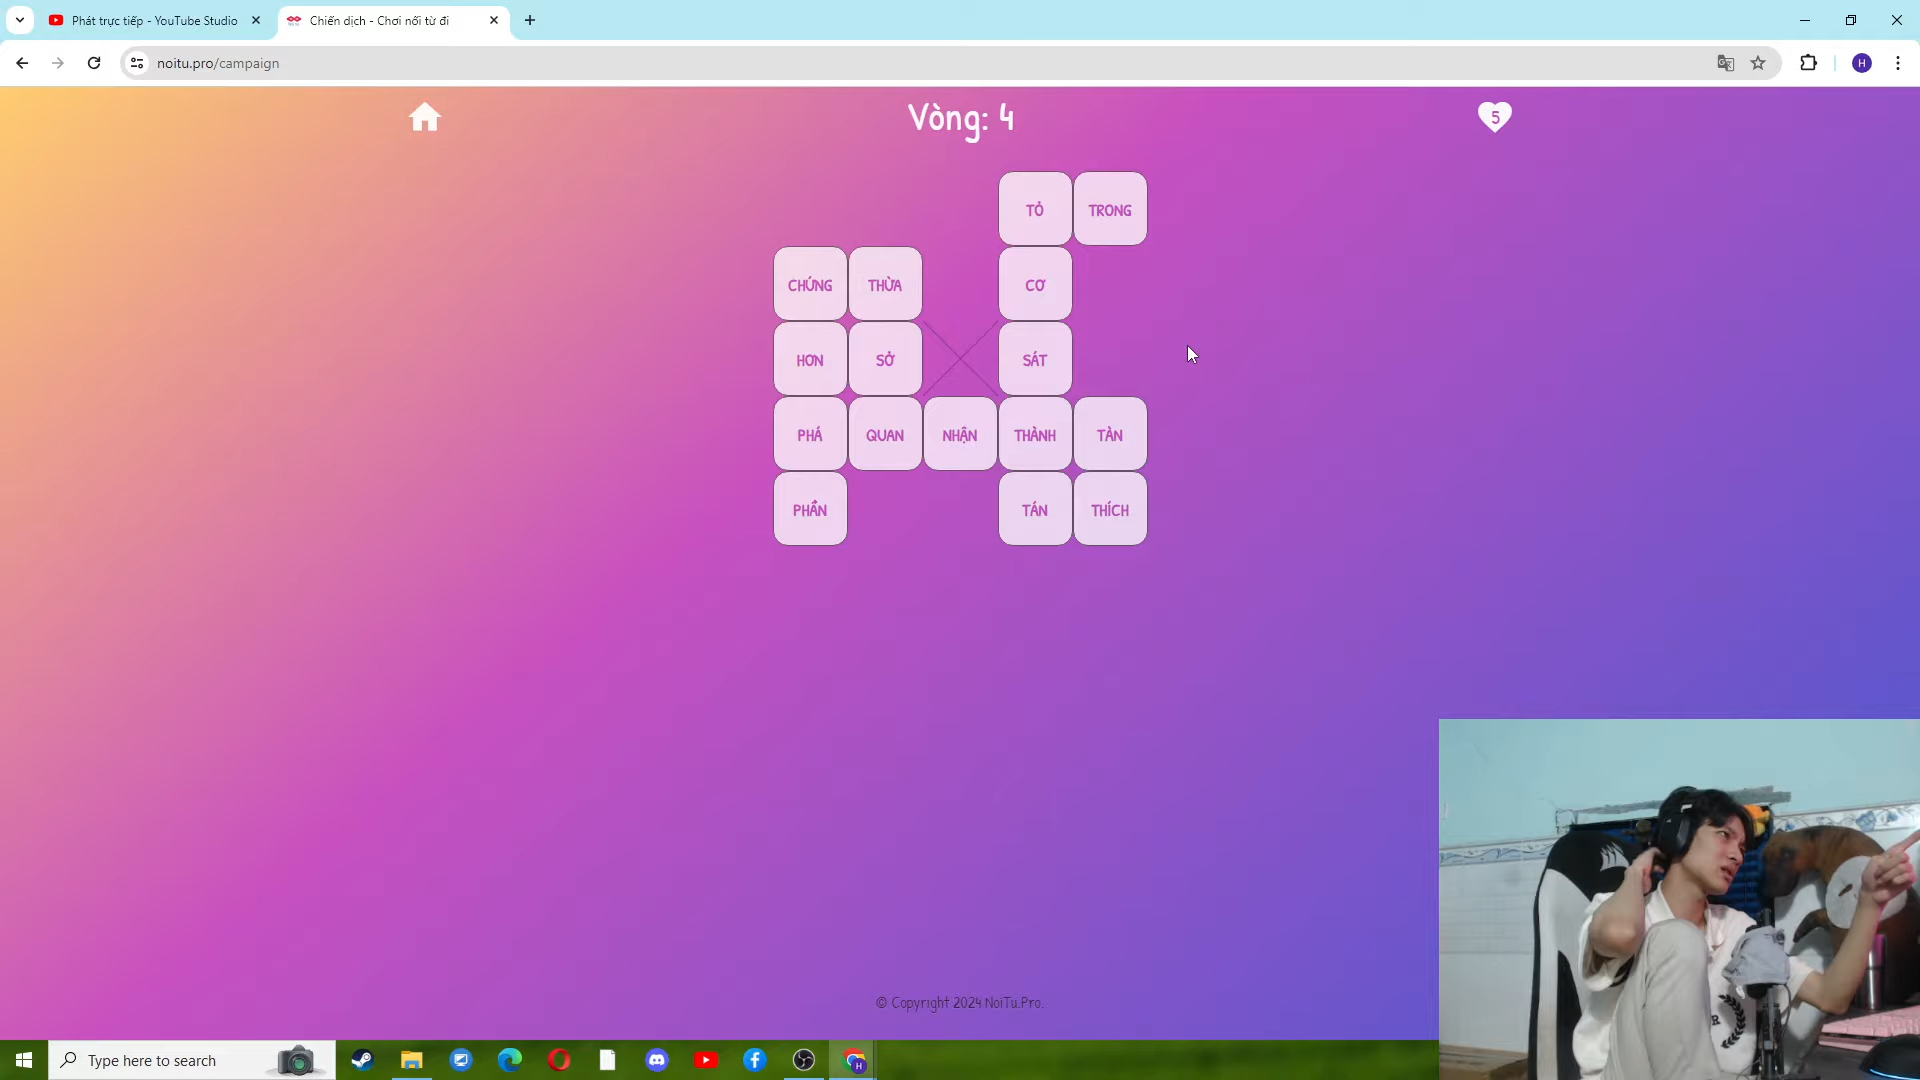 Phát trực tiếp - YouTube Studio
Chiến dịch - Chơi nối từ đi
noitu.pro/campaign
H
Vòng: 4
5
TỎ TRONG
CHỨNG THỪA CƠ
HƠN SỞ SÁT
PHÁ QUAN NHẬN THÀNH TÀN
PHẦN TÁN THÍCH
© Copyright 2024 NoiTu.Pro.
Type here to search